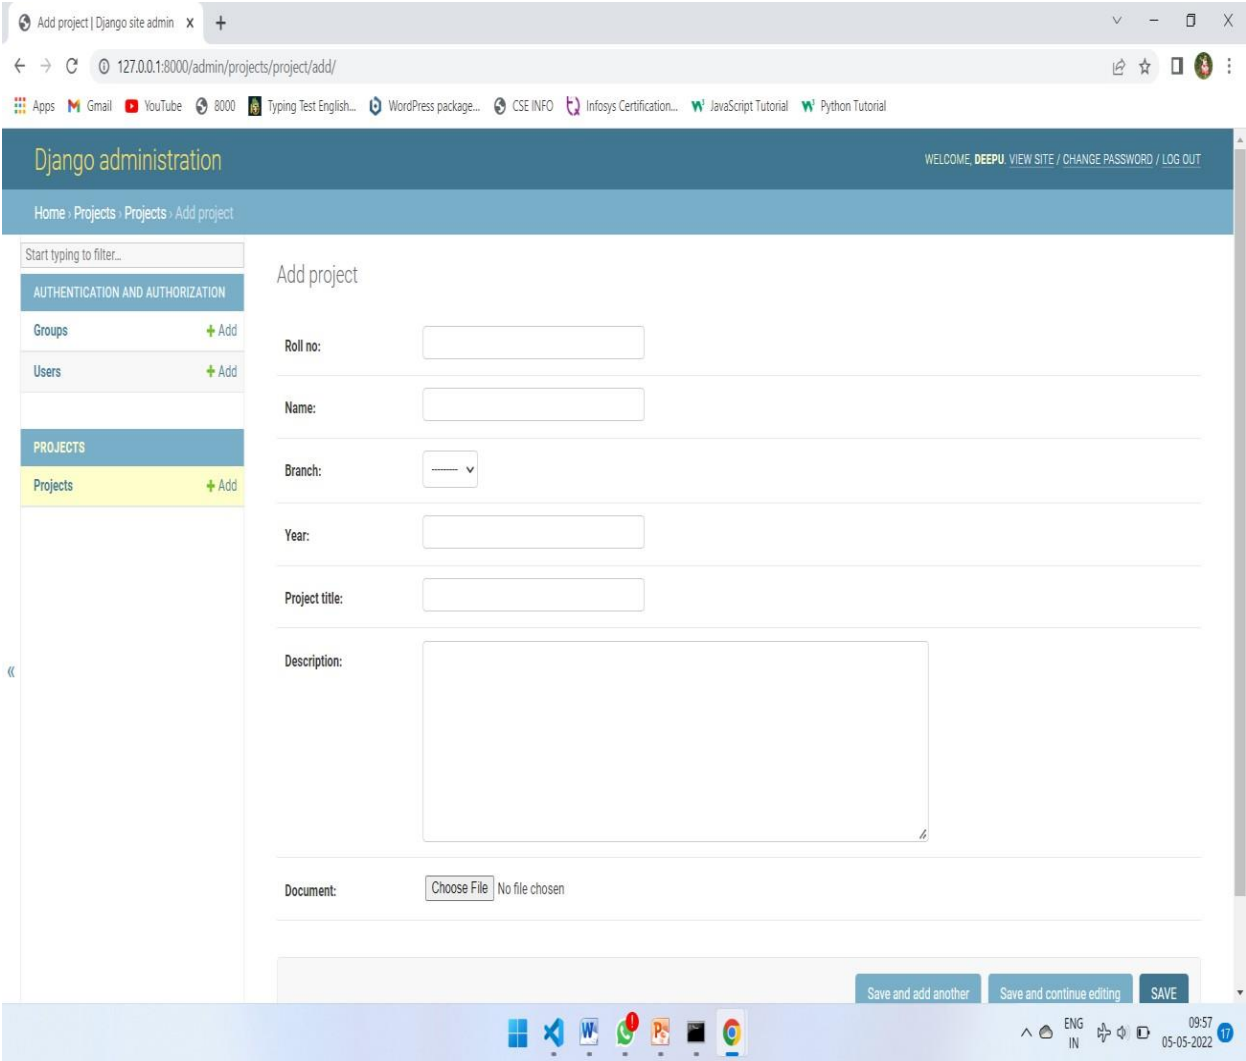 Add project | Django site admin
127.0.0.1:8000/admin/projects/project/add/
Apps Gmail YouTube 8000 Typing Test English... WordPress package... CSE INFO Infosys Certification... JavaScript Tutorial Python Tutorial
Django administration
WELCOME, DEEPU. VIEW SITE / CHANGE PASSWORD / LOG OUT
Home › Projects › Projects › Add project
Start typing to filter...
AUTHENTICATION AND AUTHORIZATION
Groups + Add
Users + Add
PROJECTS
Projects + Add
Add project
Roll no:
Name:
Branch: ---------
Year:
Project title:
Description:
Document: Choose File No file chosen
Save and add another Save and continue editing SAVE
ENG
IN
09:57
05-05-2022
17